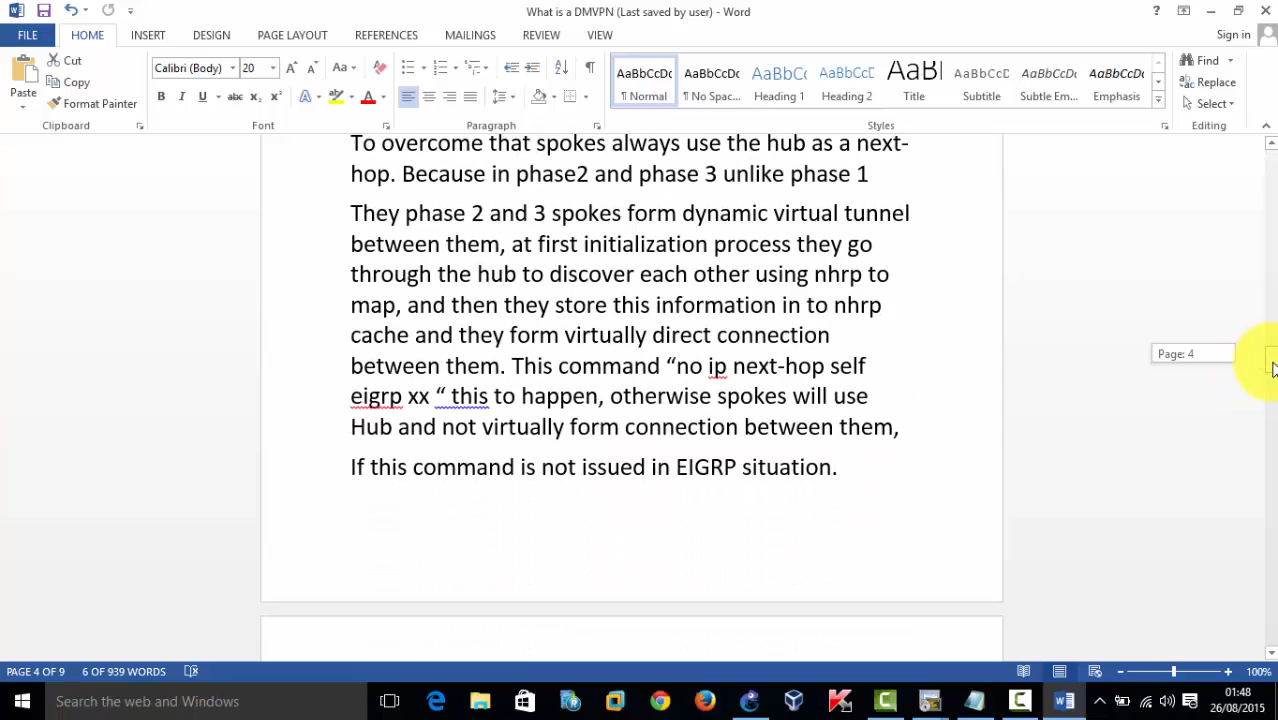 What is a DMVPN (Last saved by user) - Word
?
FILE HOME INSERT DESIGN PAGE LAYOUT REFERENCES MAILINGS REVIEW VIEW Sign in
Paste
Cut
Copy
Format Painter
Clipboard
Calibri (Body) 20
Font
Paragraph
AaBbCcDc AaBbCcDc AaBbCc AaBbCcC AaBl AaBbCcD AaBbCcDc AaBbCcDc
¶ Normal ¶ No Spac... Heading 1 Heading 2 Title Subtitle Subtle Em... Emphasis
Styles
Find
Replace
Select
Editing
To overcome that spokes always use the hub as a next-
hop. Because in phase2 and phase 3 unlike phase 1
They phase 2 and 3 spokes form dynamic virtual tunnel
between them, at first initialization process they go
through the hub to discover each other using nhrp to
map, and then they store this information in to nhrp
cache and they form virtually direct connection
between them. This command “no ip next-hop self
eigrp xx “ this to happen, otherwise spokes will use
Hub and not virtually form connection between them,
If this command is not issued in EIGRP situation.
Page: 4
PAGE 4 OF 9 6 OF 939 WORDS 100%
Search the web and Windows
01:48
26/08/2015